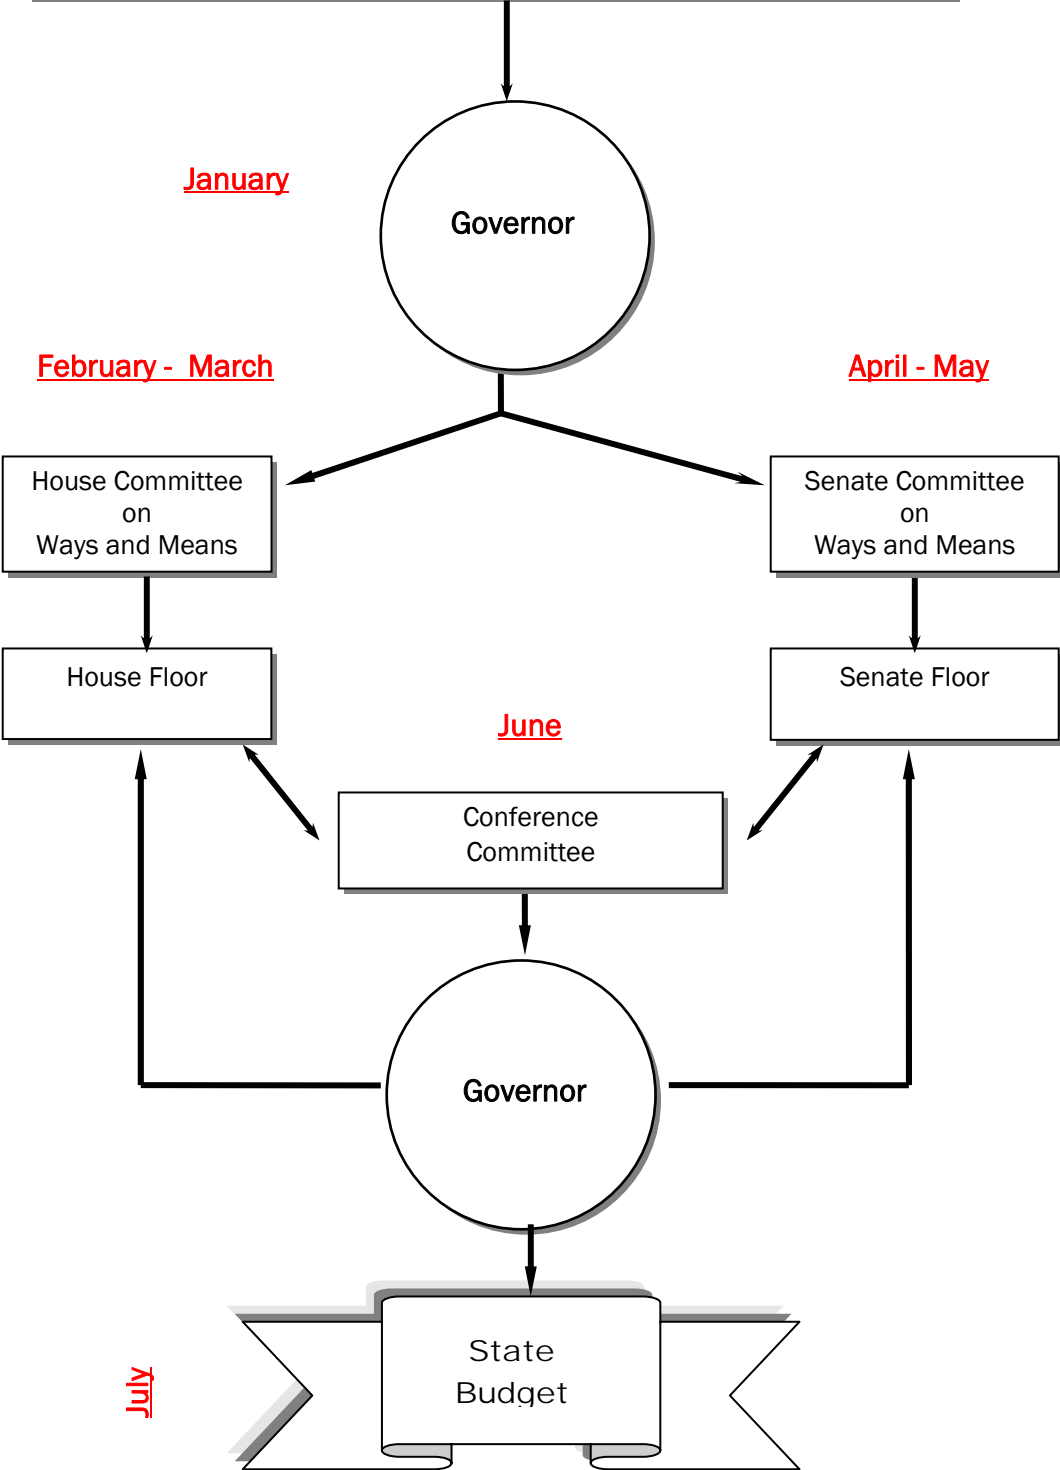 January
Governor
February - March
April - May
House Committee
on
Ways and Means
Senate Committee
on
Ways and Means
House Floor
Senate Floor
June
Conference
Committee
Governor
State
Budget
July